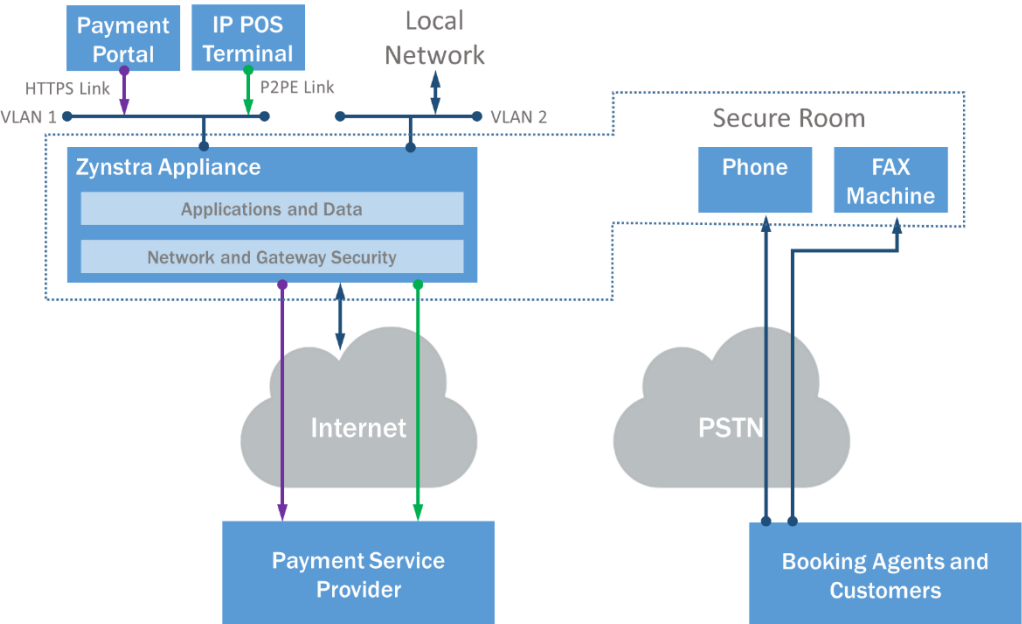 Payment
Portal
IP POS
Terminal
Local
Network
HTTPS Link
P2PE Link
VLAN 1
VLAN 2
Secure Room
Zynstra Appliance
Applications and Data
Network and Gateway Security
Phone
FAX
Machine
Internet
PSTN
Payment Service
Provider
Booking Agents and
Customers